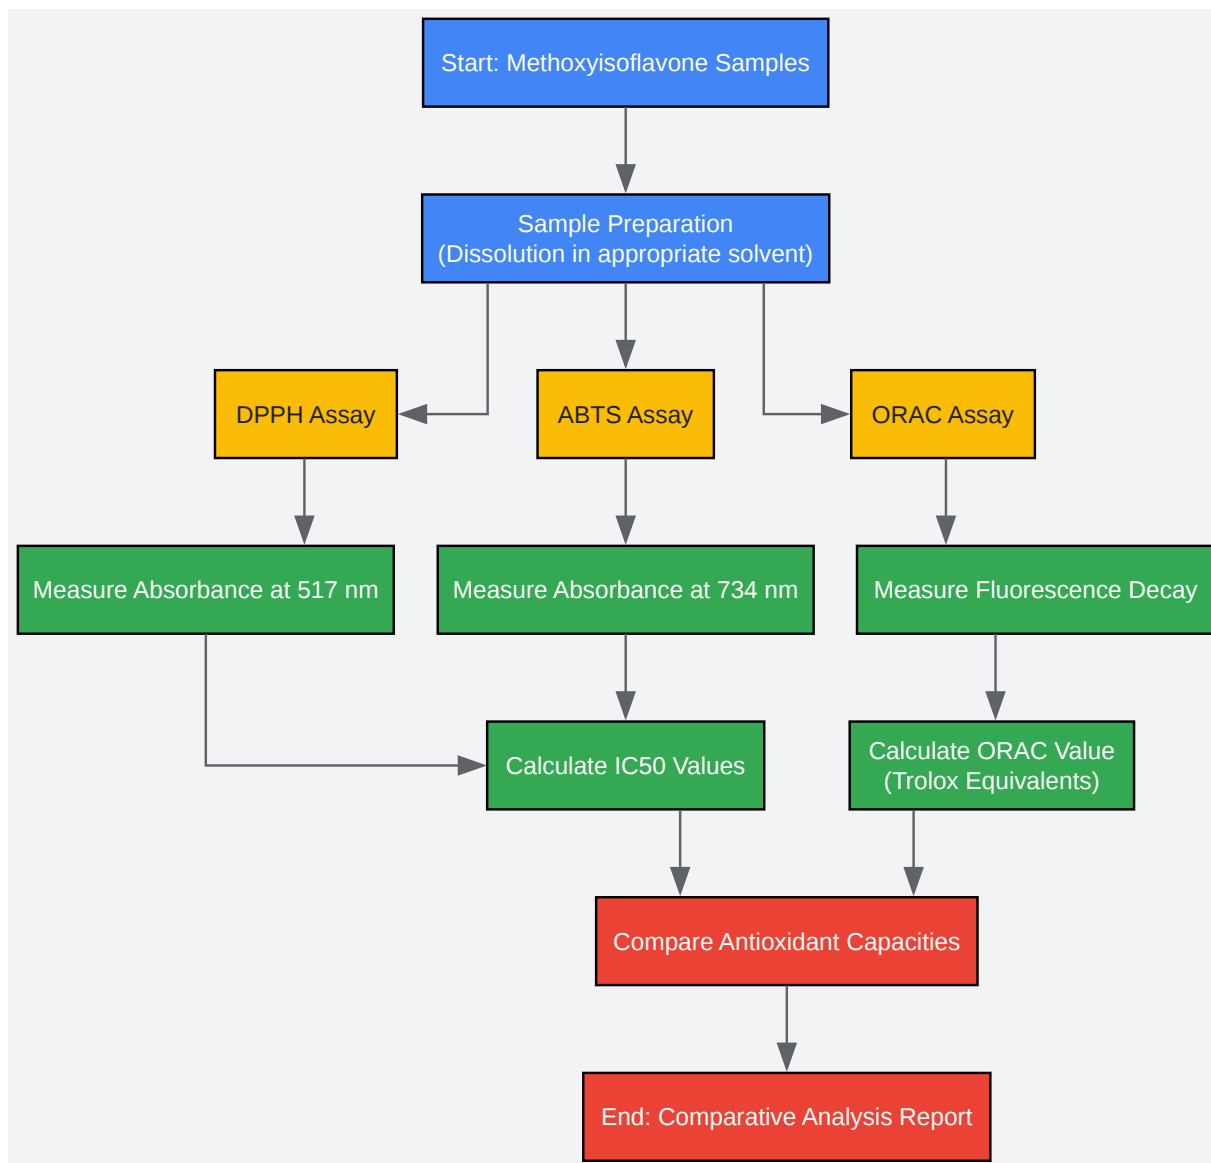 Start: Methoxyisoflavone Samples
Sample Preparation
(Dissolution in appropriate solvent)
DPPH Assay
ABTS Assay
ORAC Assay
Measure Absorbance at 517 nm
Measure Absorbance at 734 nm
Measure Fluorescence Decay
Calculate IC50 Values
Calculate ORAC Value
(Trolox Equivalents)
Compare Antioxidant Capacities
End: Comparative Analysis Report